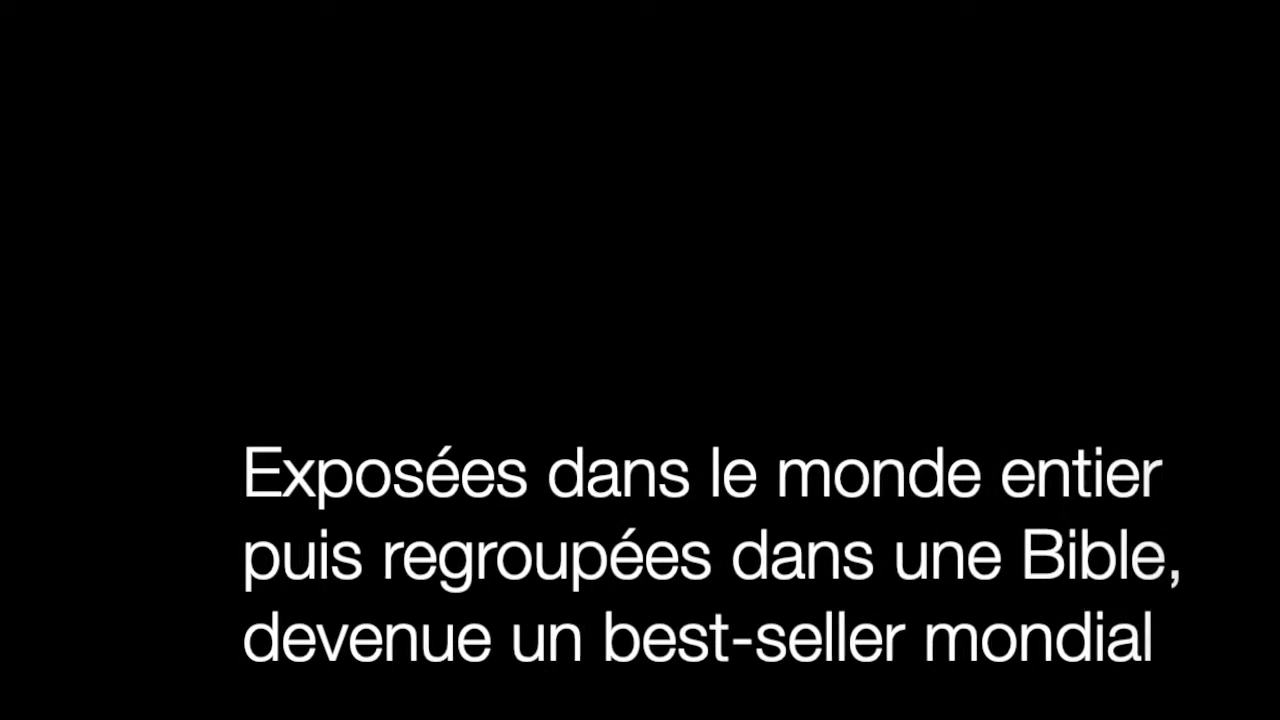 Exposées dans le monde entier
puis regroupées dans une Bible,
devenue un best-seller mondial